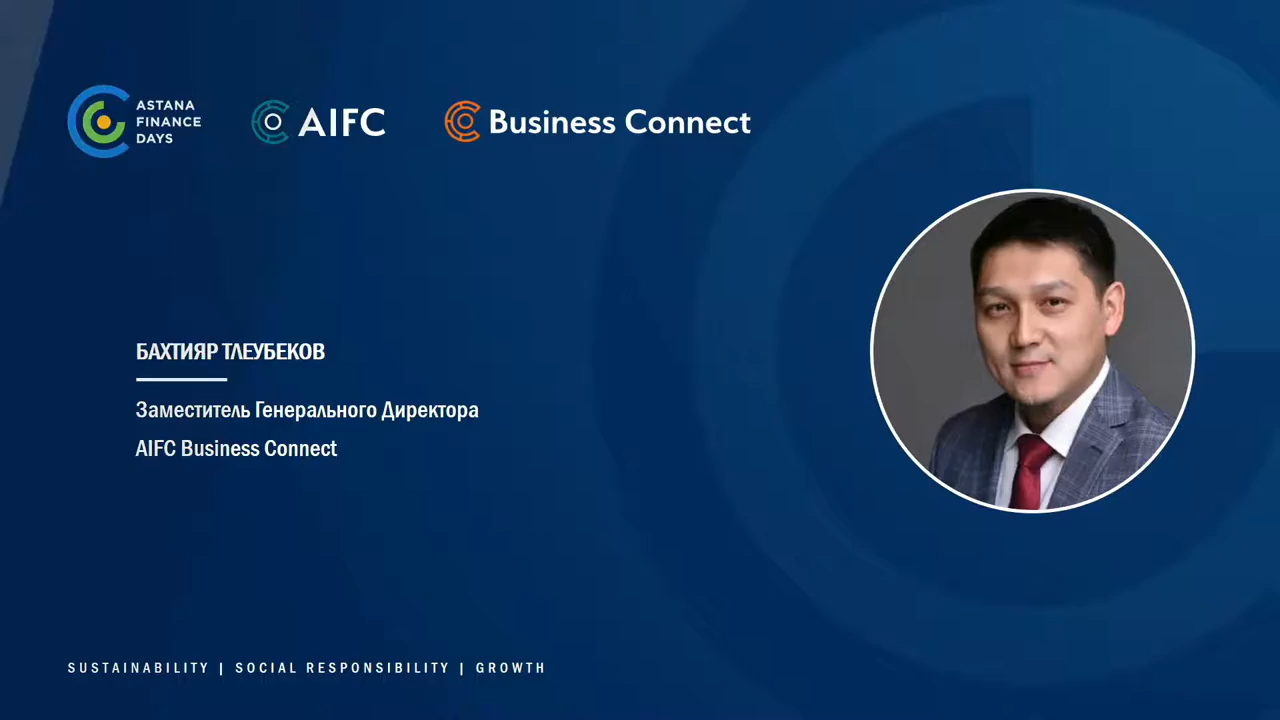 ASTANA
FINANCE
DAYS
AIFC
Business Connect
БАХТИЯР ТЛЕУБЕКОВ
Заместитель Генерального Директора
AIFC Business Connect
SUSTAINABILITY | SOCIAL RESPONSIBILITY | GROWTH